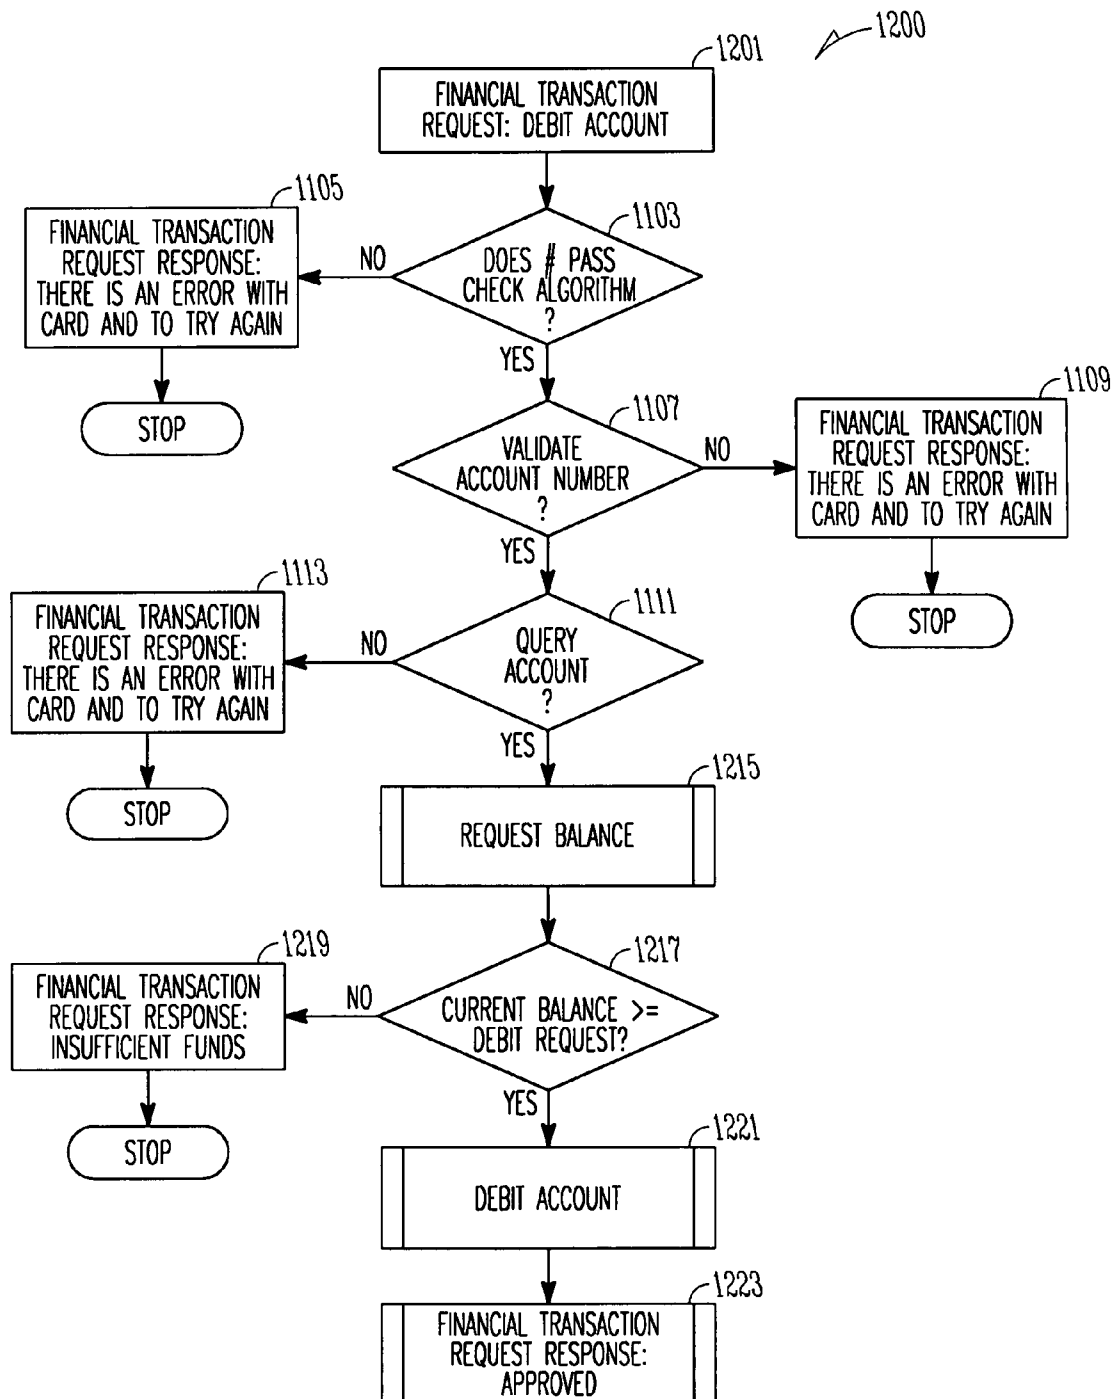 1200
1201
FINANCIAL TRANSACTION
REQUEST: DEBIT ACCOUNT
1105
FINANCIAL TRANSACTION
REQUEST RESPONSE:
THERE IS AN ERROR WITH
CARD AND TO TRY AGAIN
NO
1103
DOES # PASS
CHECK ALGORITHM
?
YES
STOP
1107
VALIDATE
ACCOUNT NUMBER
?
NO
1109
FINANCIAL TRANSACTION
REQUEST RESPONSE:
THERE IS AN ERROR WITH
CARD AND TO TRY AGAIN
YES
STOP
1113
FINANCIAL TRANSACTION
REQUEST RESPONSE:
THERE IS AN ERROR WITH
CARD AND TO TRY AGAIN
NO
1111
QUERY
ACCOUNT
?
YES
STOP
1215
REQUEST BALANCE
1219
FINANCIAL TRANSACTION
REQUEST RESPONSE:
INSUFFICIENT FUNDS
NO
1217
CURRENT BALANCE >=
DEBIT REQUEST?
YES
STOP
1221
DEBIT ACCOUNT
1223
FINANCIAL TRANSACTION
REQUEST RESPONSE:
APPROVED